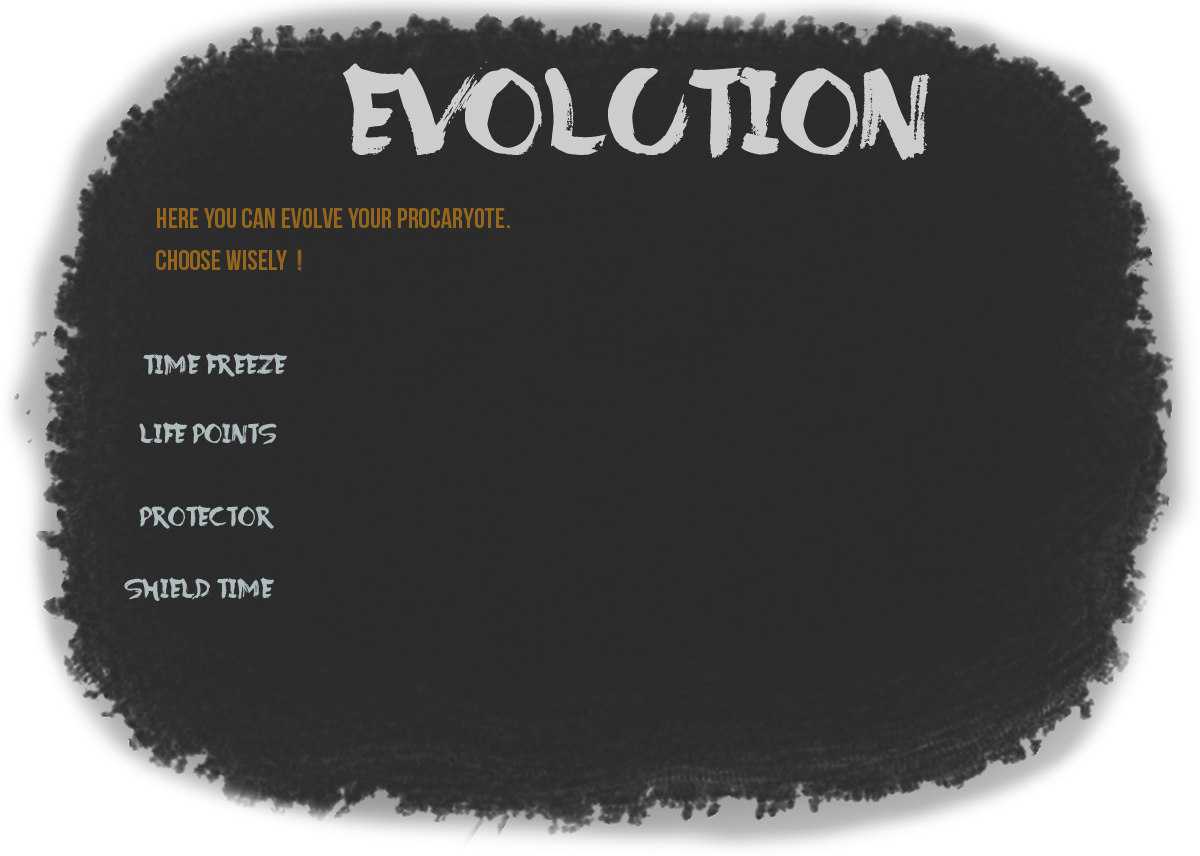 EVOLUTION
HERE YOU CAN EVOLVE YOUR PROCARYOTE.
CHOOSE WISELY !
TIME FREEZE
LIFE POINTS
PROTECTOR
SHIELD TIME